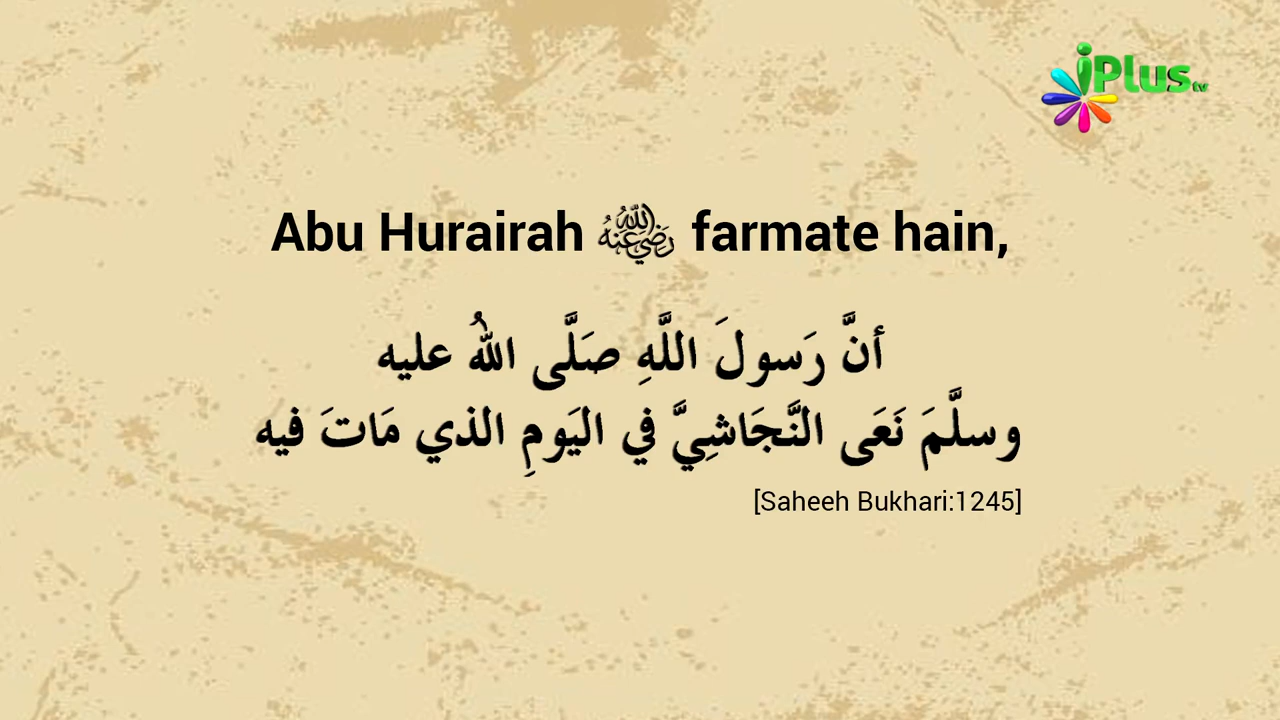 iPlus tv
Abu Hurairah رضي الله عنه farmate hain,
أنَّ رَسولَ اللَّهِ صَلَّى اللهُ عليه
وسلَّمَ نَعَى النَّجَاشِيَّ في اليَومِ الذي مَاتَ فيه
[Saheeh Bukhari:1245]